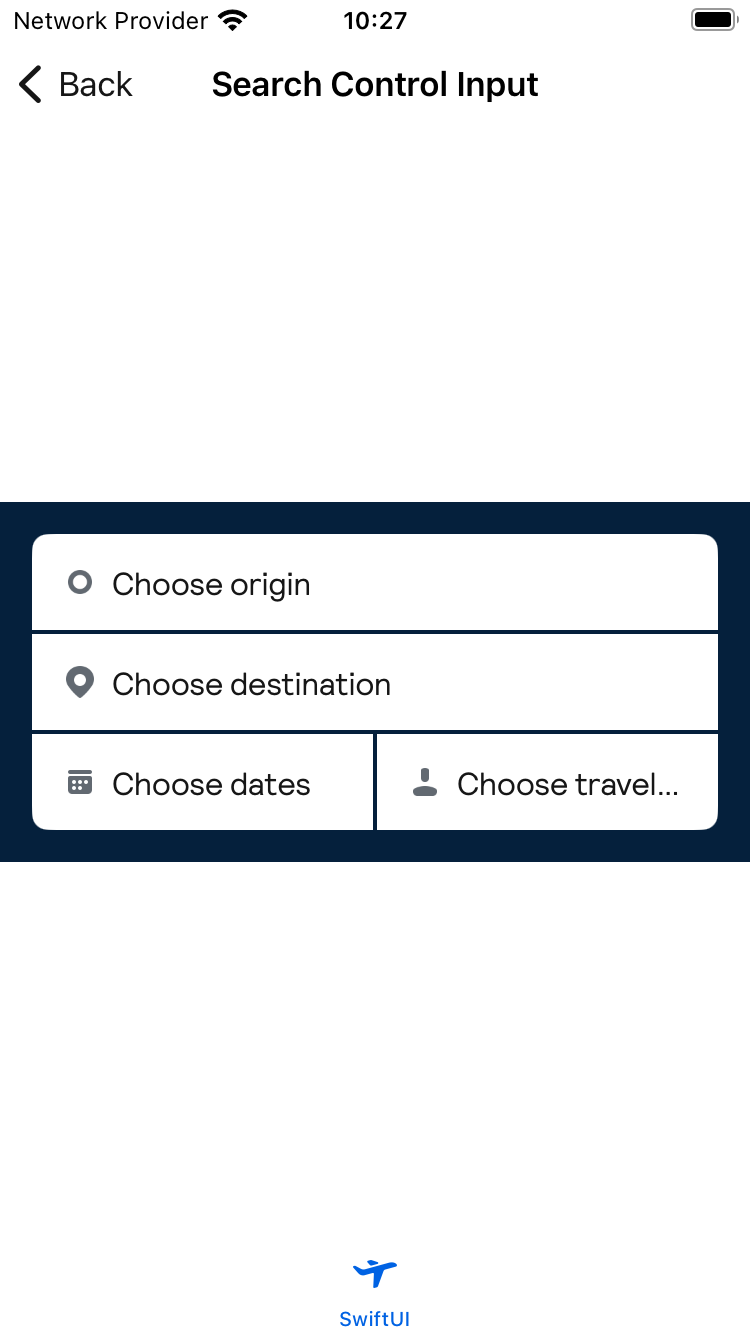 Network Provider 10:27
Back Search Control Input
Choose origin
Choose destination
Choose dates Choose travel...
SwiftUI